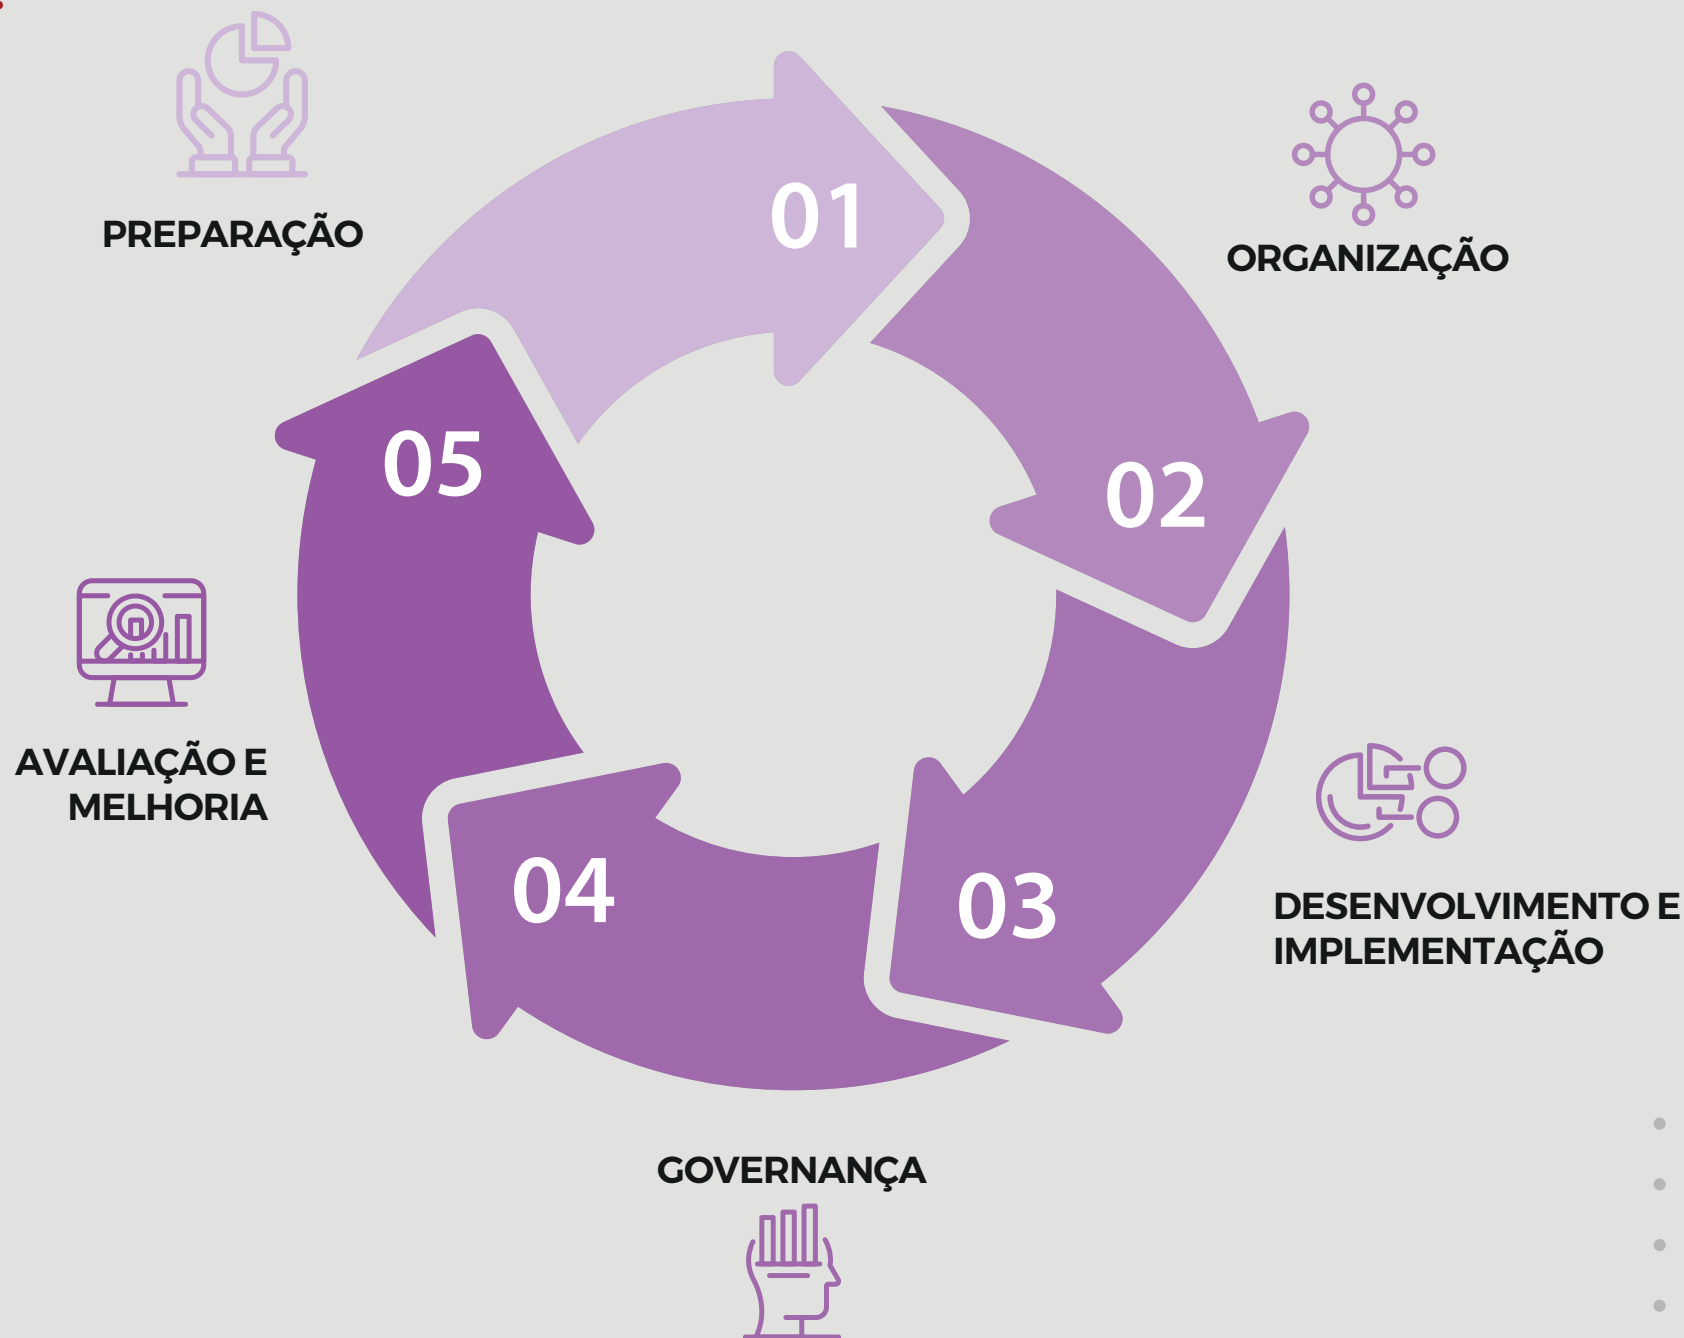 PREPARAÇÃO
01
ORGANIZAÇÃO
02
DESENVOLVIMENTO E
IMPLEMENTAÇÃO
03
GOVERNANÇA
04
AVALIAÇÃO E
MELHORIA
05